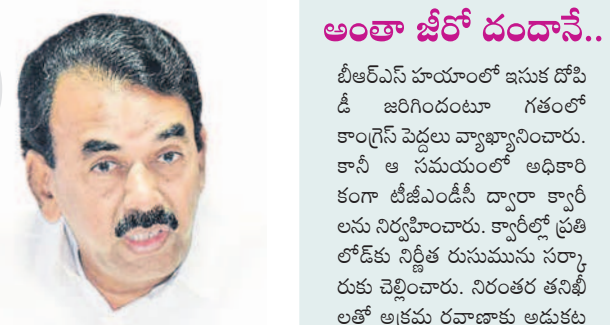 అంతా జీరో దందానే..
బీఆర్ఎస్ హయాంలో ఇసుక దోపి
డీ జరిగిందంటూ గతంలో
కాంగ్రెస్ పెద్దలు వ్యాఖ్యానించారు.
కానీ ఆ సమయంలో అధికారి
కంగా టీజీఎండీసీ ద్వారా క్వారీ
లను నిర్వహించారు. క్వారీల్లో ప్రతి
లోడ్‌కు నిర్ణీత రుసుమును సర్కా
రుకు చెల్లించారు. నిరంతర తనిఖీ
లతో అక్రమ రవాణాకు అడ్డుకట్ట